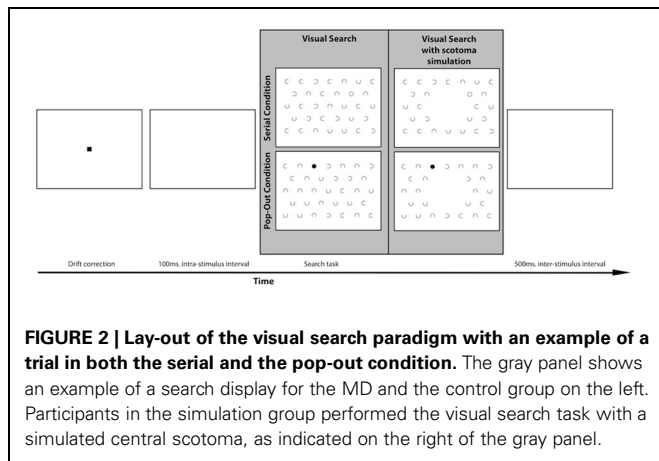 Visual Search
Visual Search
with scotoma
simulation
Serial Condition
Pop-Out Condition
Drift correction
100ms. intra-stimulus interval
Search task
500ms. inter-stimulus interval
Time
FIGURE 2 | Lay-out of the visual search paradigm with an example of a
trial in both the serial and the pop-out condition. The gray panel shows
an example of a search display for the MD and the control group on the left.
Participants in the simulation group performed the visual search task with a
simulated central scotoma, as indicated on the right of the gray panel.